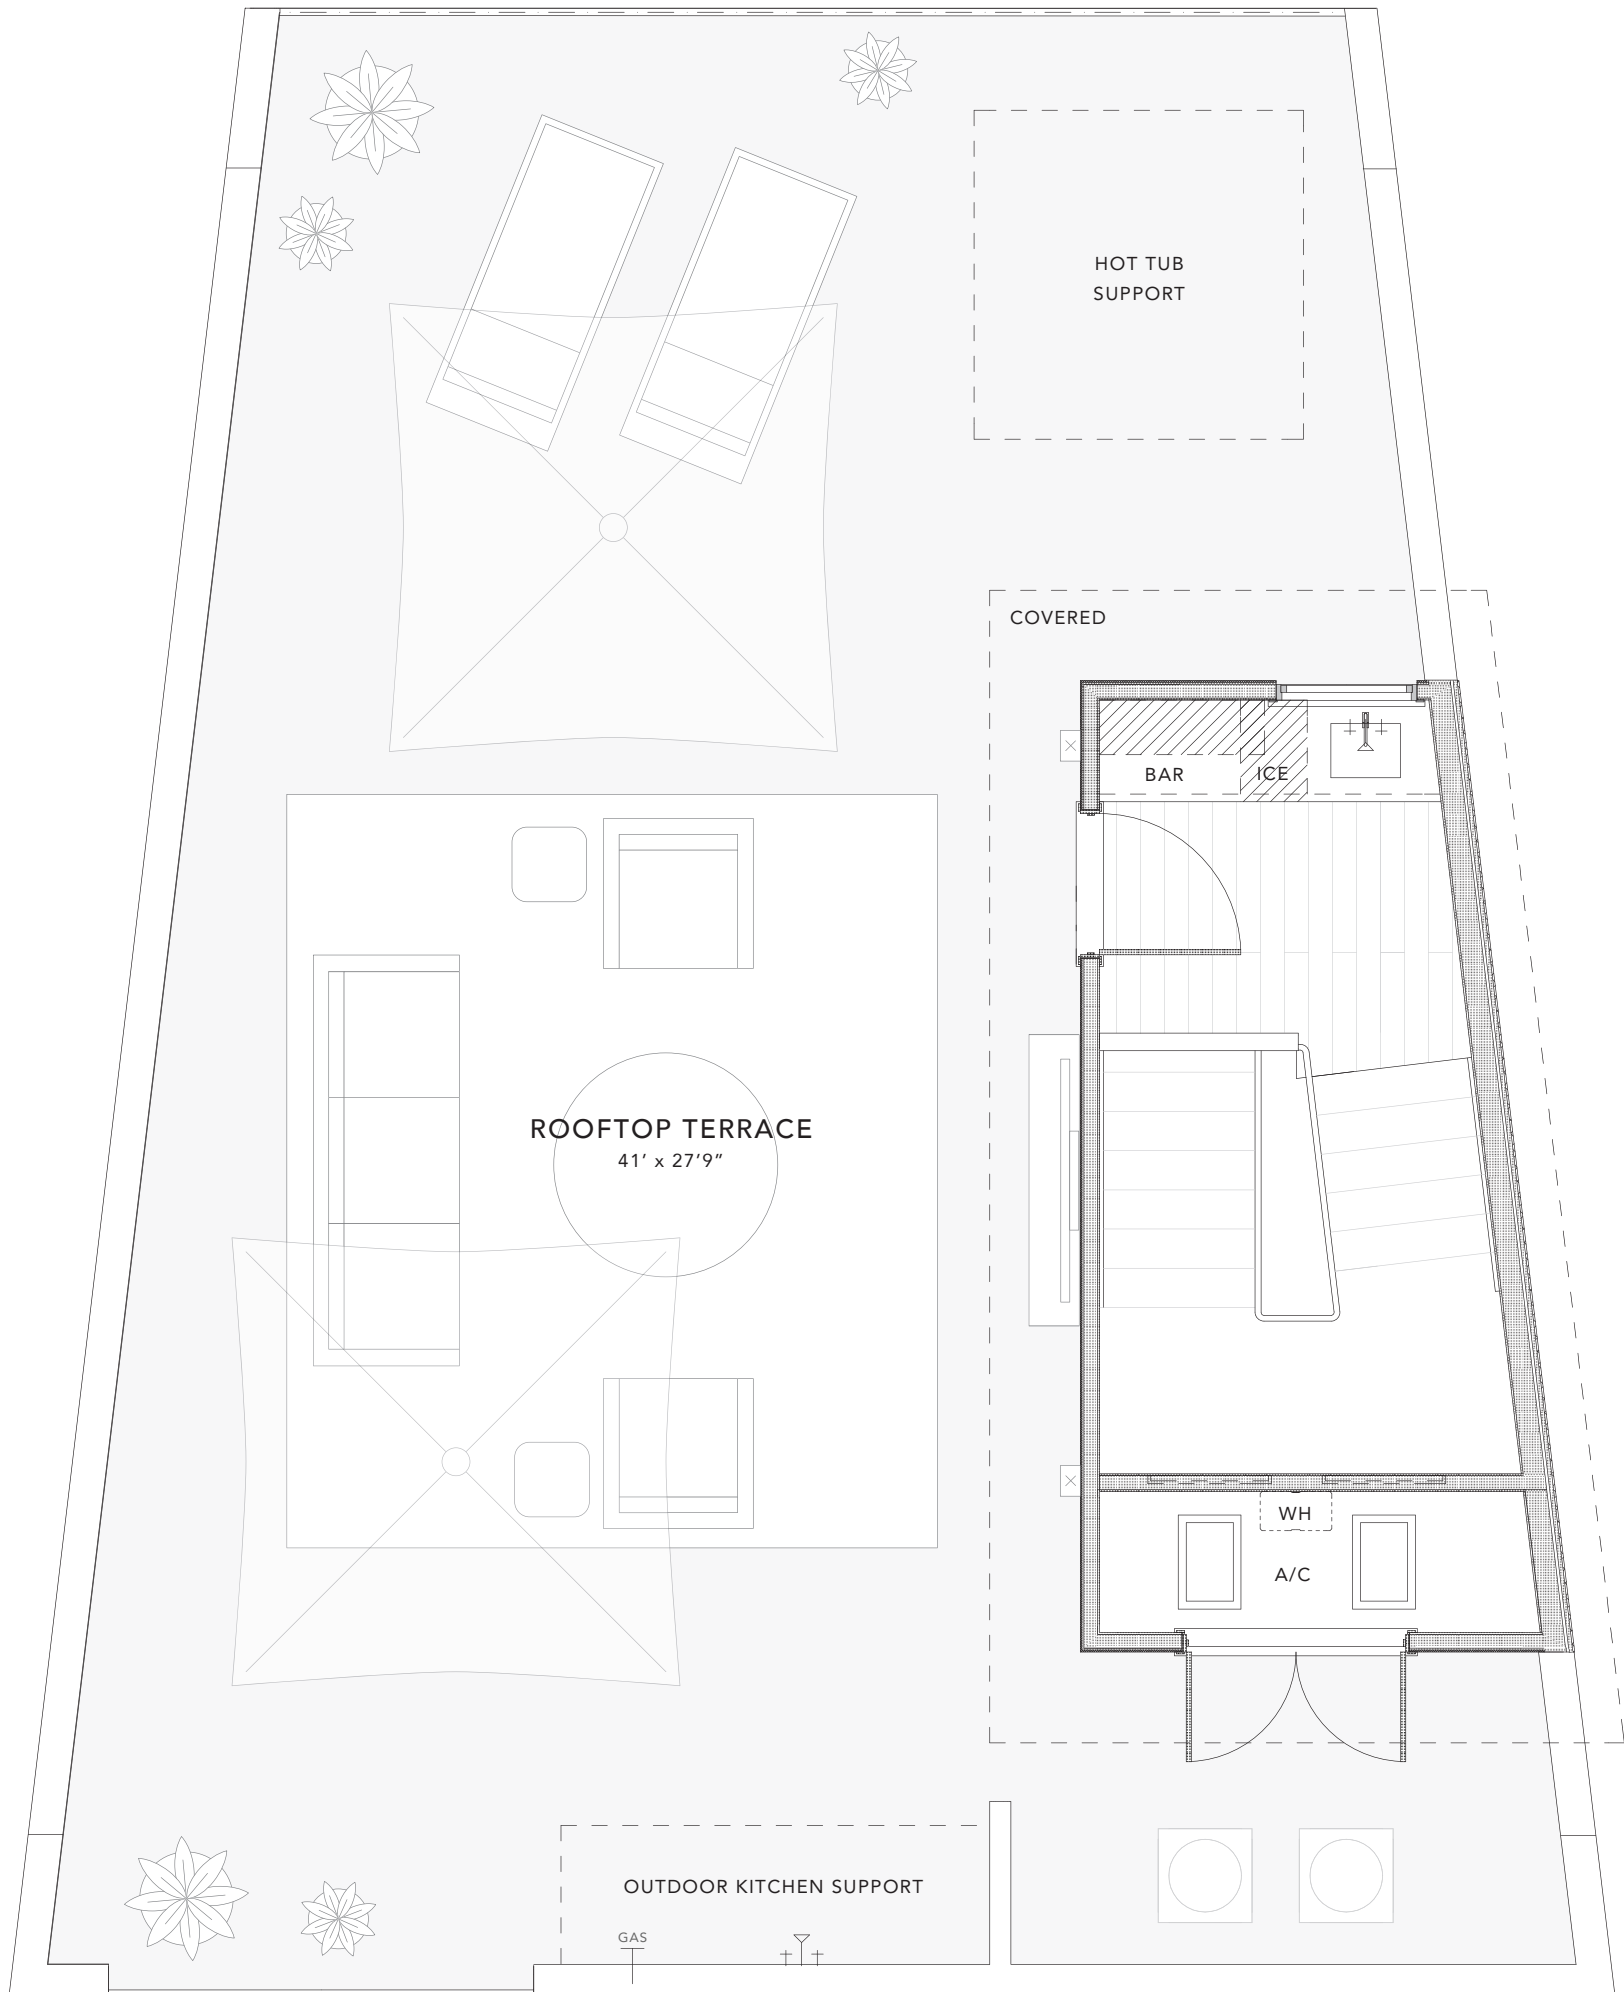 HOT TUB
SUPPORT
COVERED
BAR
ICE
ROOFTOP TERRACE
41’ x 27’9”
WH
A/C
OUTDOOR KITCHEN SUPPORT
GAS